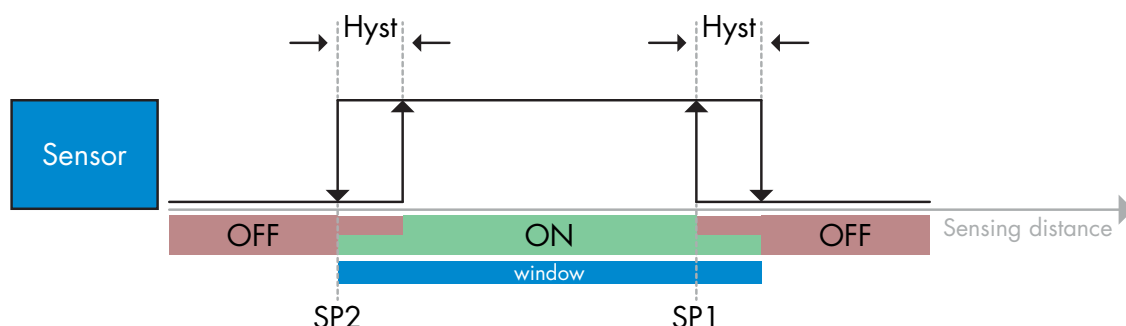 Hyst
Hyst
Sensor
OFF
ON
OFF
Sensing distance
window
SP2
SP1